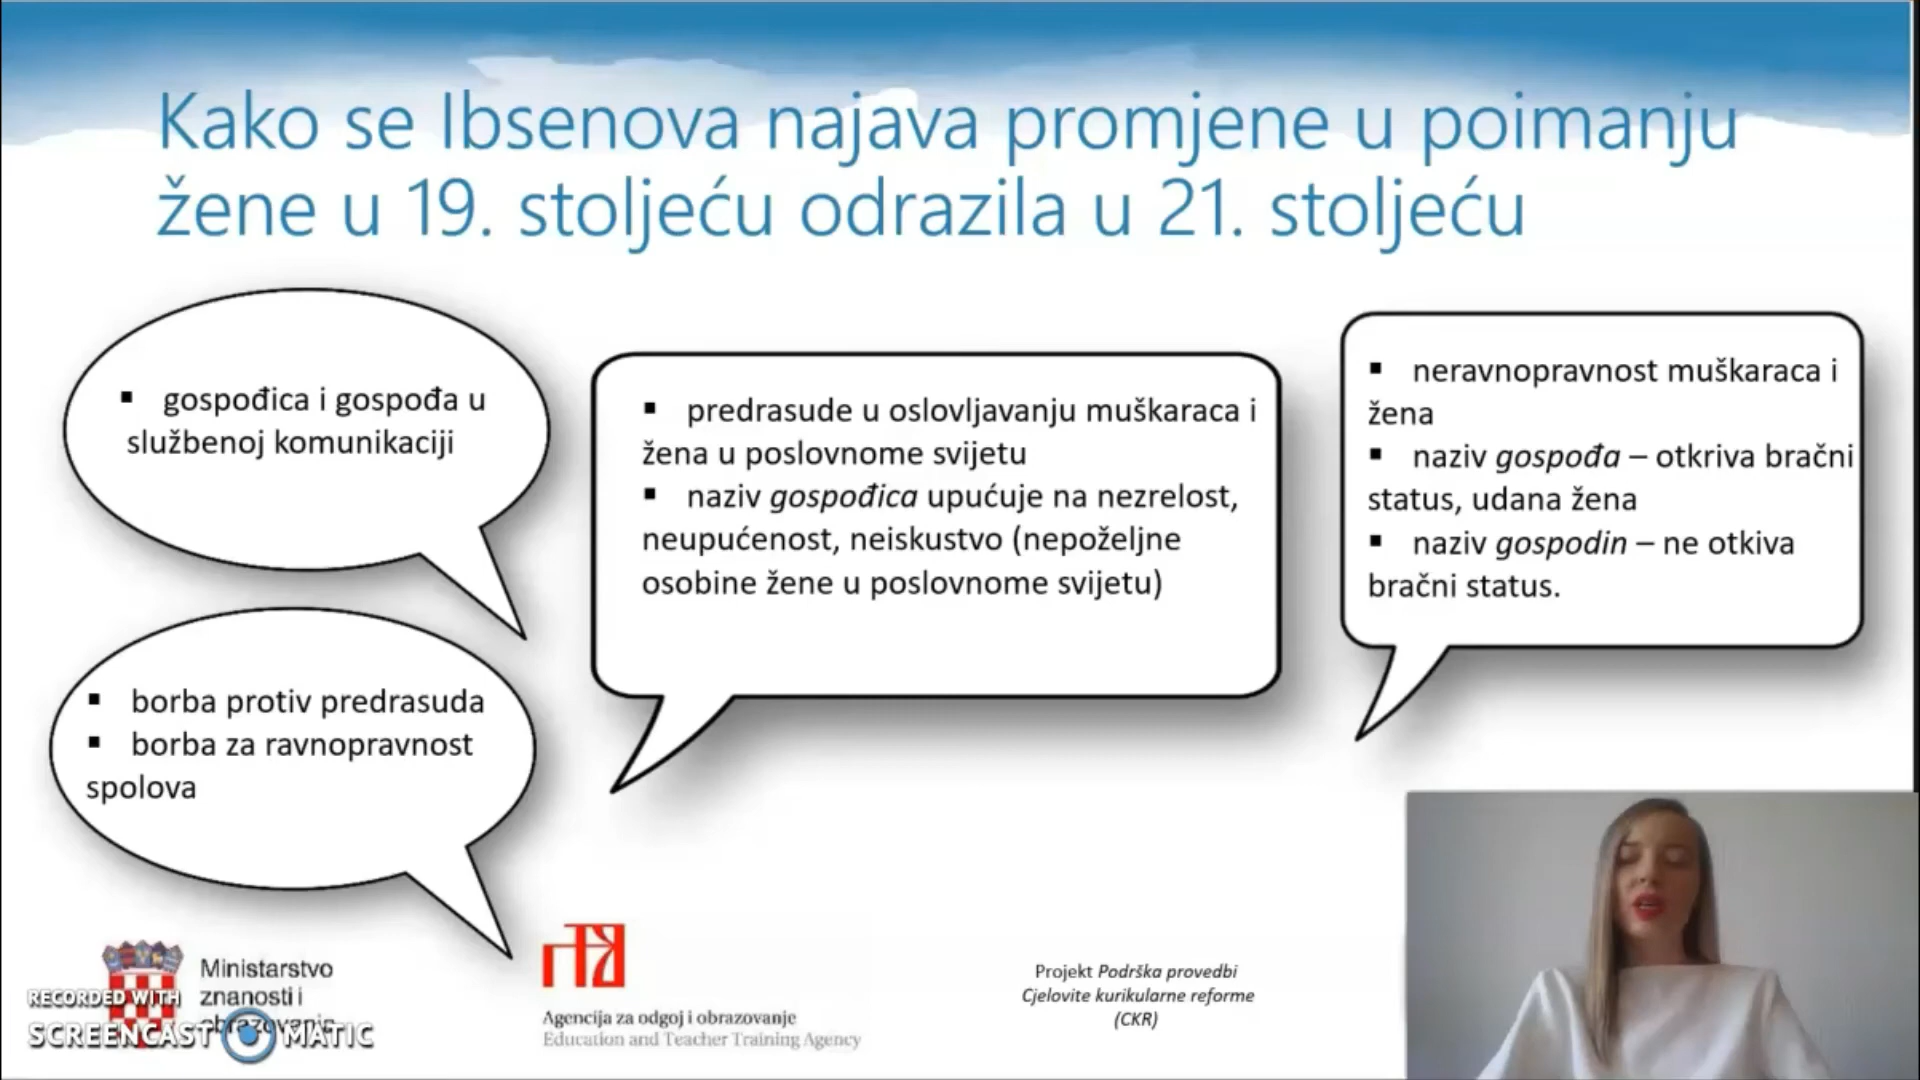 Kako se Ibsenova najava promjene u poimanju
žene u 19. stoljeću odrazila u 21. stoljeću
▪ gospođica i gospođa u
službenoj komunikaciji
▪ predrasude u oslovljavanju muškaraca i
žena u poslovnome svijetu
▪ naziv gospođica upućuje na nezrelost,
neupućenost, neiskustvo (nepoželjne
osobine žene u poslovnome svijetu)
▪ neravnopravnost muškaraca i
žena
▪ naziv gospođa – otkriva bračni
status, udana žena
▪ naziv gospodin – ne otkiva
bračni status.
▪ borba protiv predrasuda
▪ borba za ravnopravnost
spolova
Ministarstvo
znanosti i
obrazovanja
RECORDED WITH
SCREENCAST MATIC
Agencija za odgoj i obrazovanje
Education and Teacher Training Agency
Projekt Podrška provedbi
Cjelovite kurikularne reforme
(CKR)